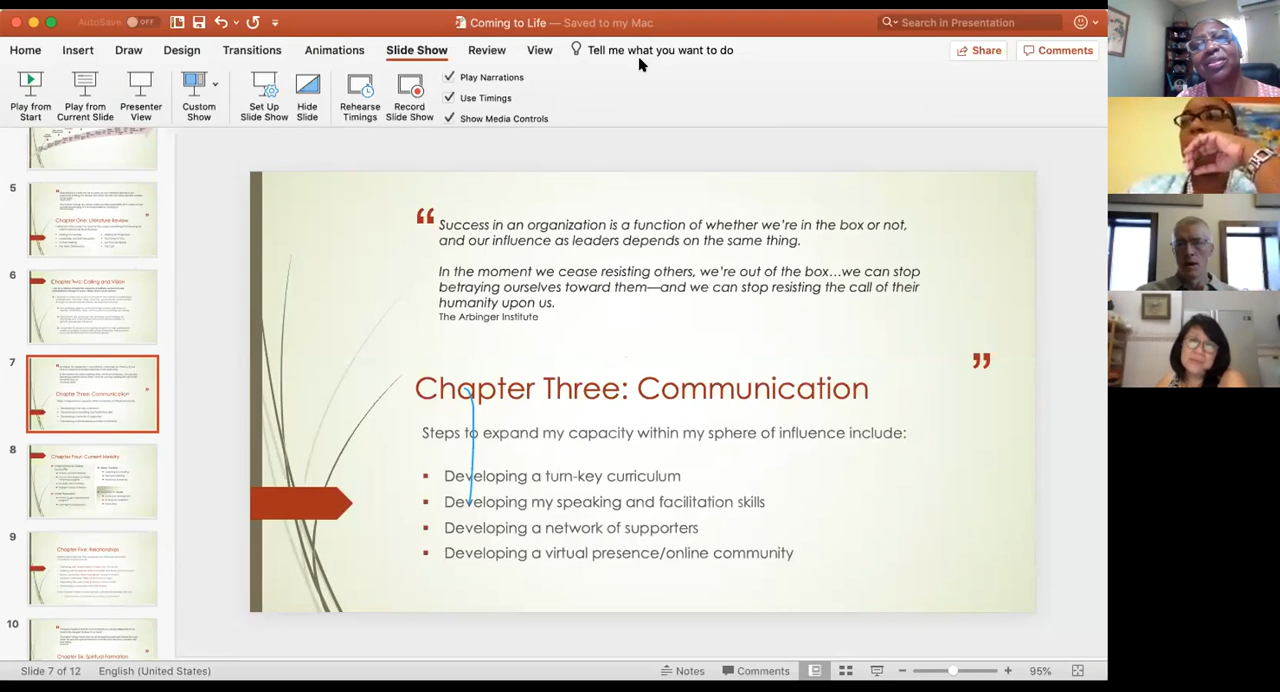 AutoSave OFF
Coming to Life — Saved to my Mac
Search in Presentation
Home Insert Draw Design Transitions Animations Slide Show Review View Tell me what you want to do
Share Comments
Play from Start
Play from Current Slide
Presenter View
Custom Show
Set Up Slide Show
Hide Slide
Rehearse Timings
Record Slide Show
Play Narrations
Use Timings
Show Media Controls
5
Chapter One: Literature Review
6
Chapter Two: Calling and Vision
7
Chapter Three: Communication
8
Chapter Four: Current Ministry
9
Chapter Five: Relationships
10
Chapter Six: Spiritual Formation
“ Success in an organization is a function of whether we’re in the box or not,
and our influence as leaders depends on the same thing.
In the moment we cease resisting others, we’re out of the box…we can stop
betraying ourselves toward them—and we can stop resisting the call of their
humanity upon us.
The Arbinger Institute
”
Chapter Three: Communication
Steps to expand my capacity within my sphere of influence include:
▪ Developing a turn-key curriculum
▪ Developing my speaking and facilitation skills
▪ Developing a network of supporters
▪ Developing a virtual presence/online community
Slide 7 of 12 English (United States)
Notes Comments 95%